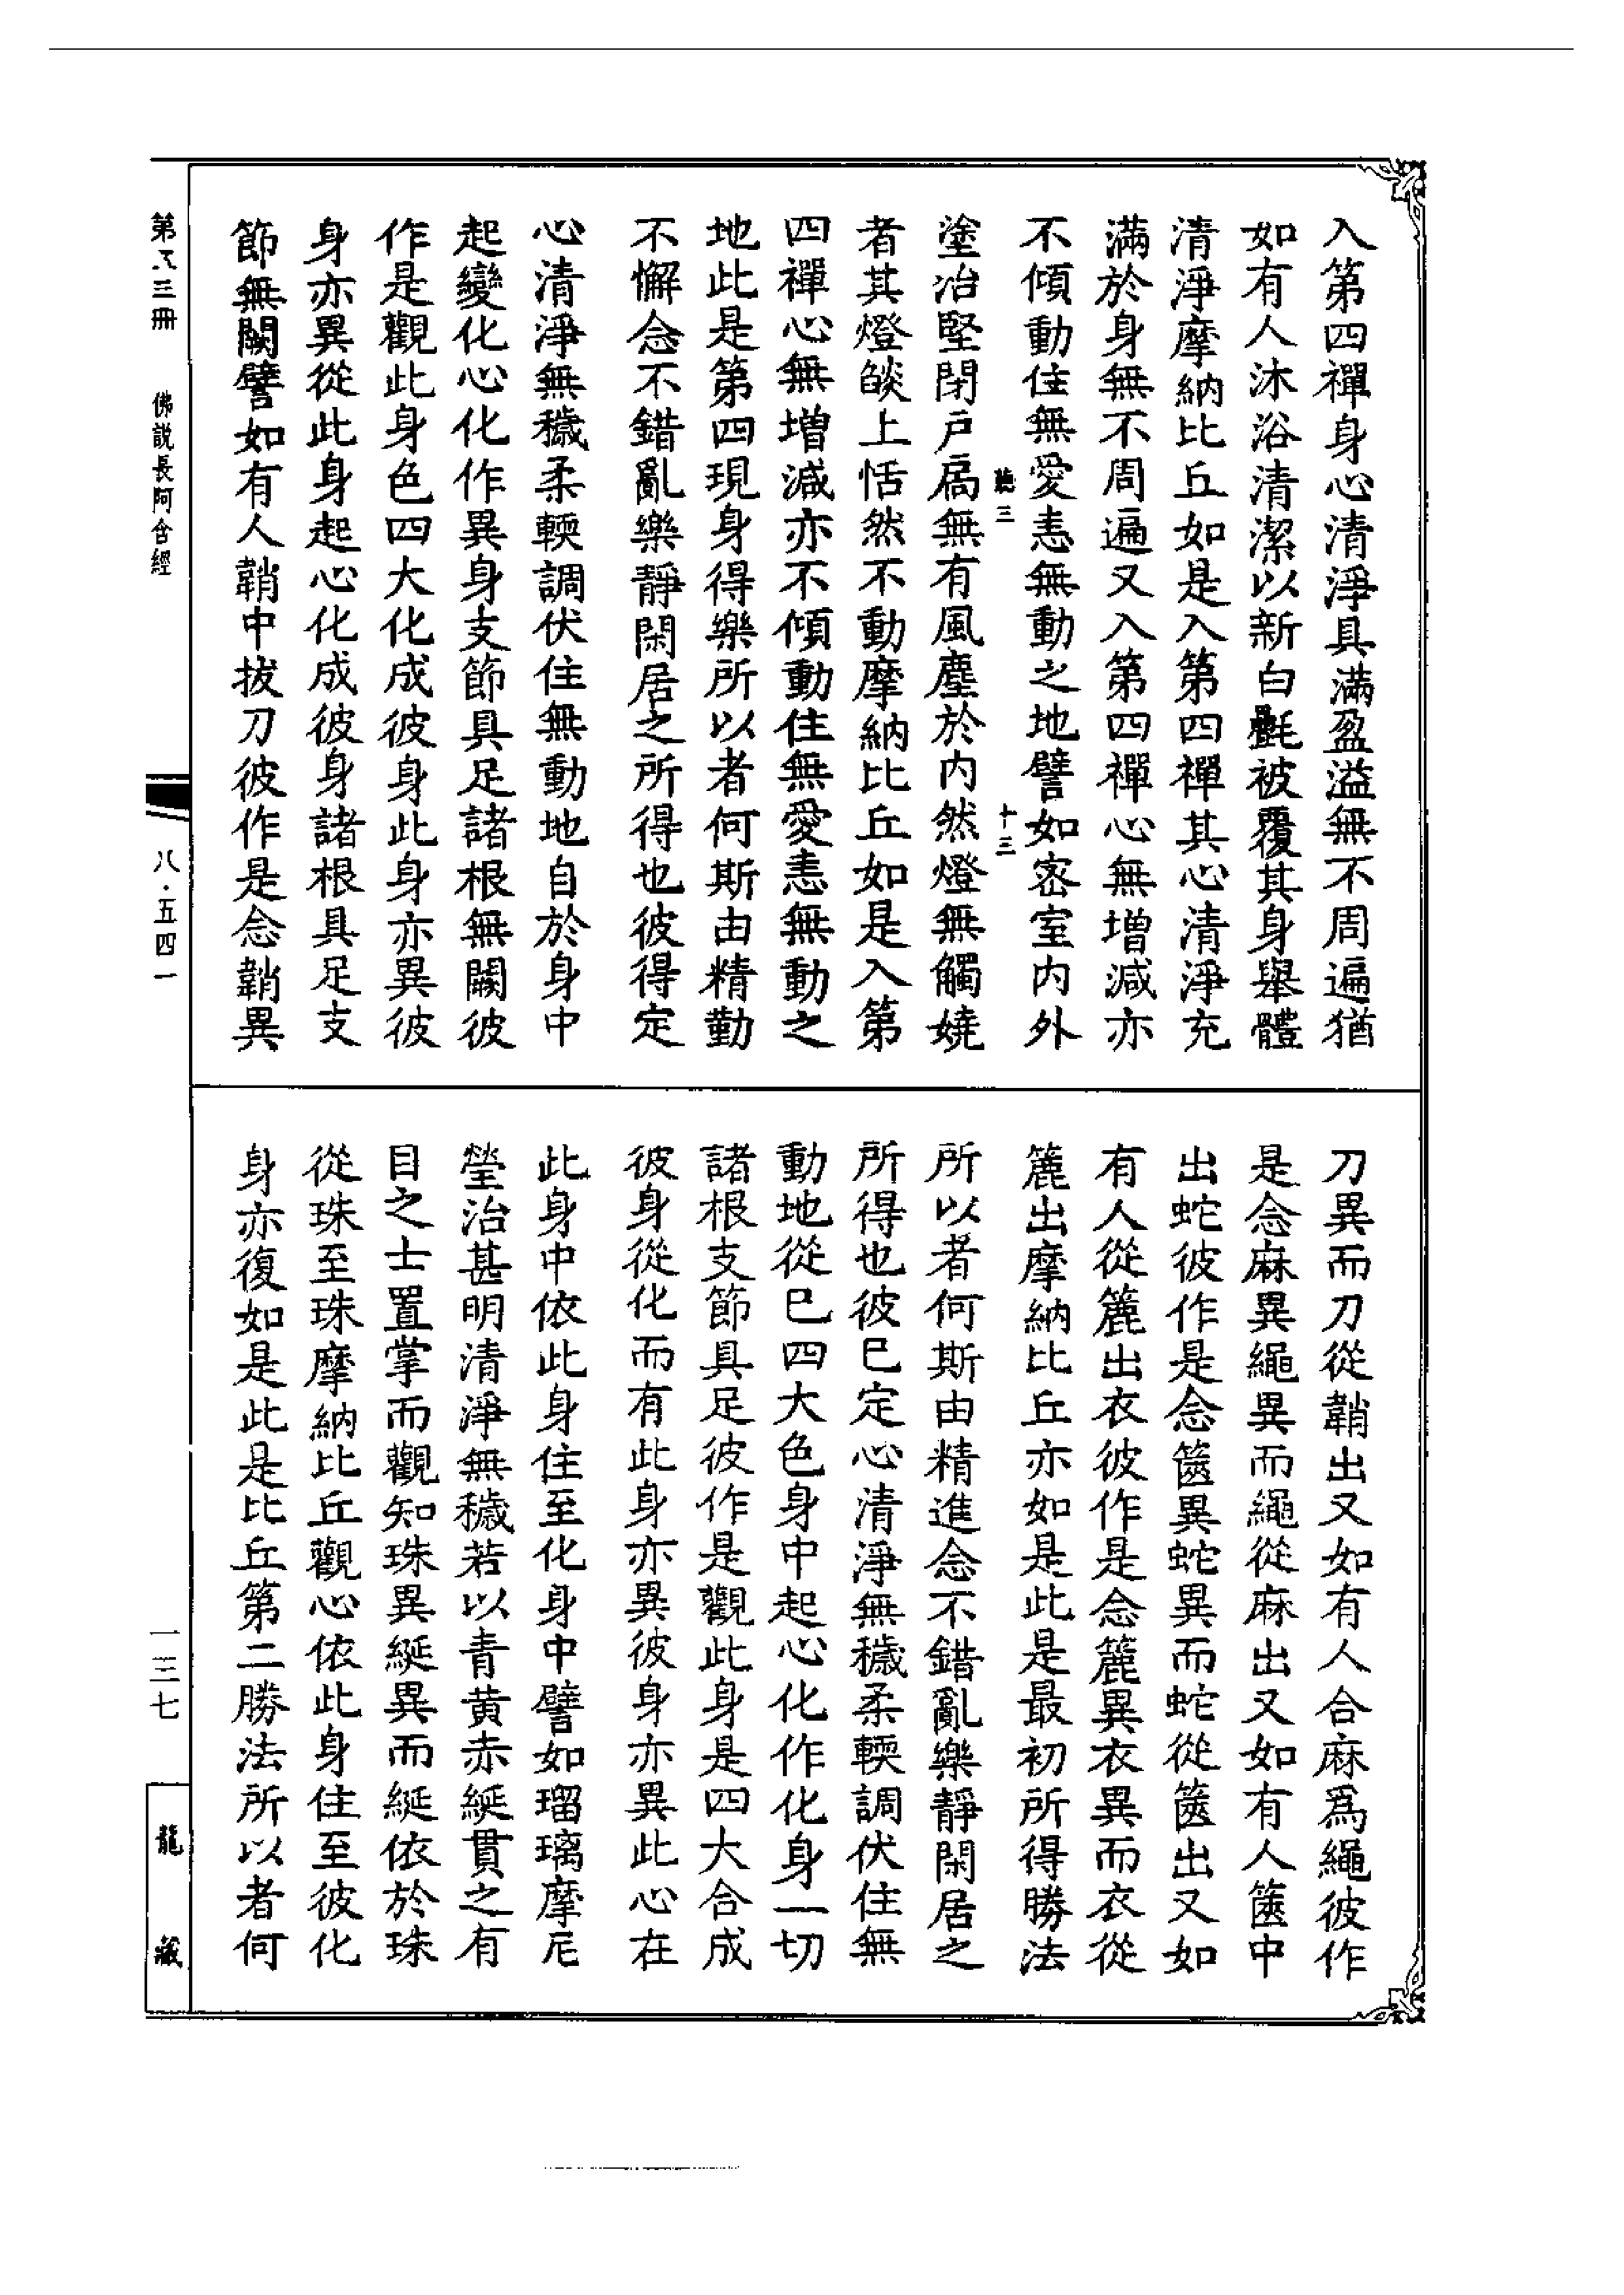 入第四禪身心清淨具滿盈溢無不周遍猶
如有人沐浴清潔以新白㲲被覆其身舉體
清淨摩納比丘如是入第四禪其心清淨充
滿於身無不周遍又入第四禪心無增減亦
不傾動住無愛恚無動之地譬如密室内外
聽三 十三
塗治堅閉戶扄無有風塵於内然燈無觸嬈
者其燈燄上恬然不動摩納比丘如是入第
四禪心無增減亦不傾動住無愛恚無動之
地此是第四現身得樂所以者何斯由精勤
不懈念不錯亂樂靜閑居之所得也彼得定
心清淨無穢柔輭調伏住無動地自於身中
起變化心化作異身支節具足諸根無闕彼
作是觀此身色四大化成彼身此身亦異彼
身亦異從此身起心化成彼身諸根具足支
節無闕譬如有人鞘中拔刀彼作是念鞘異
刀異而刀從鞘出又如有人合麻為繩彼作
是念麻異繩異而繩從麻出又如有人篋中
出蛇彼作是念篋異蛇異而蛇從篋出又如
有人從簏出衣彼作是念簏異衣異而衣從
簏出摩納比丘亦如是此是最初所得勝法
所以者何斯由精進念不錯亂樂靜閑居之
所得也彼已定心清淨無穢柔輭調伏住無
動地從已四大色身中起心化作化身一切
諸根支節具足彼作是觀此身是四大合成
彼身從化而有此身亦異彼身亦異此心在
此身中依此身住至化身中譬如瑠璃摩尼
瑩治甚明清淨無穢若以青黃赤綖貫之有
目之士置掌而觀知珠異綖異而綖依於珠
從珠至珠摩納比丘觀心依此身住至彼化
身亦復如是此是比丘第二勝法所以者何
第 三冊 佛説長阿含經 八·五四一 一三七 龍藏